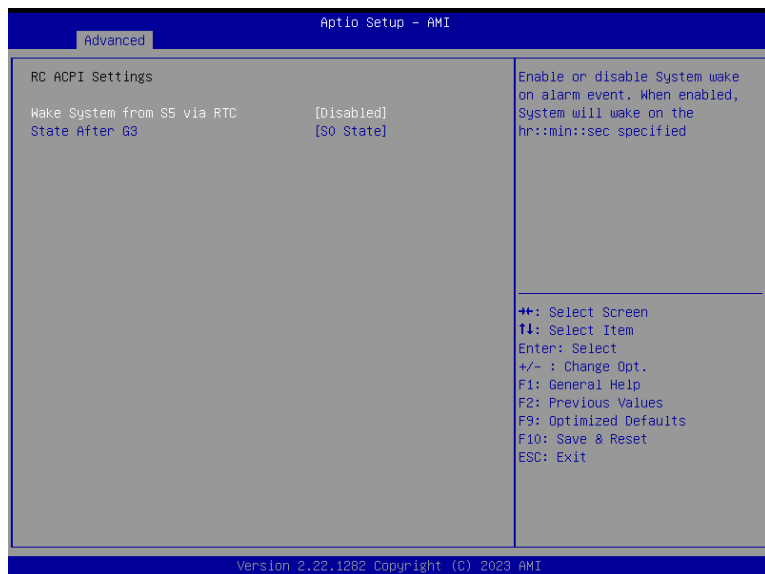 Aptio Setup – AMI
Advanced
RC ACPI Settings
Wake System from S5 via RTC [Disabled]
State After G3 [S0 State]
Enable or disable System wake
on alarm event. When enabled,
System will wake on the
hr::min::sec specified
→←: Select Screen
↑↓: Select Item
Enter: Select
+/- : Change Opt.
F1: General Help
F2: Previous Values
F9: Optimized Defaults
F10: Save & Reset
ESC: Exit
Version 2.22.1282 Copyright (C) 2023 AMI